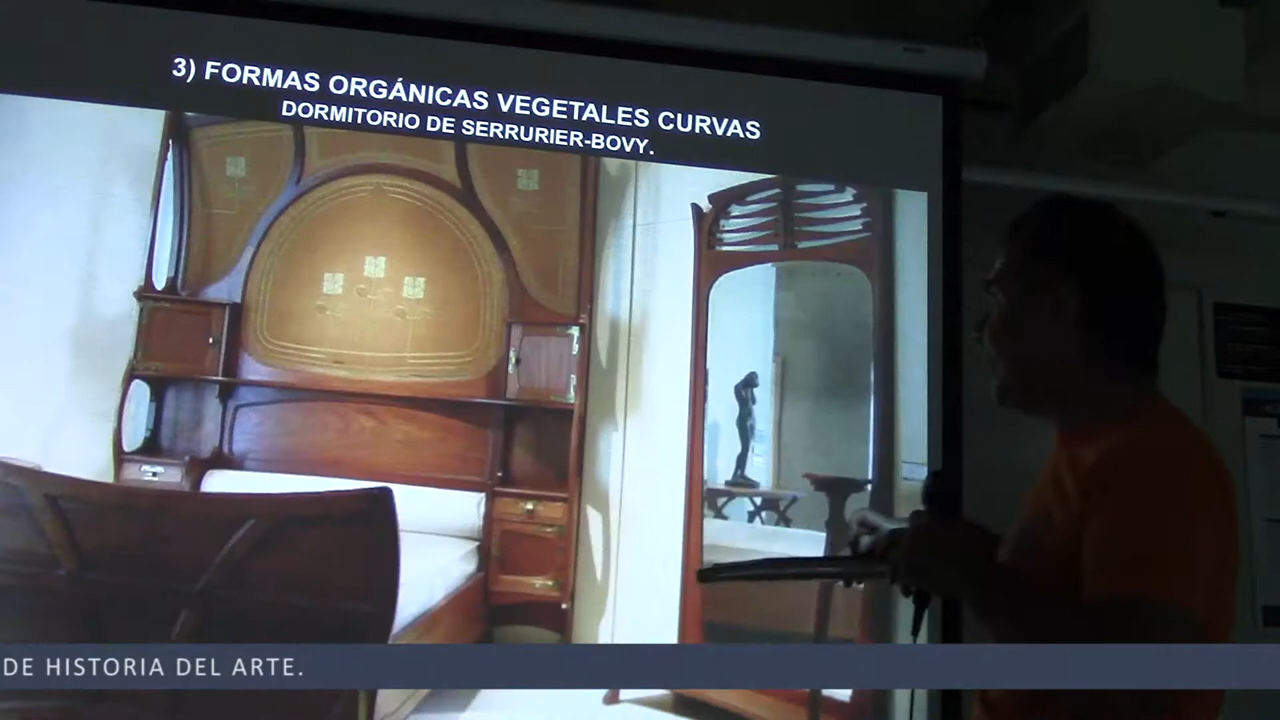 3) FORMAS ORGÁNICAS VEGETALES CURVAS
DORMITORIO DE SERRURIER-BOVY.
DE HISTORIA DEL ARTE.